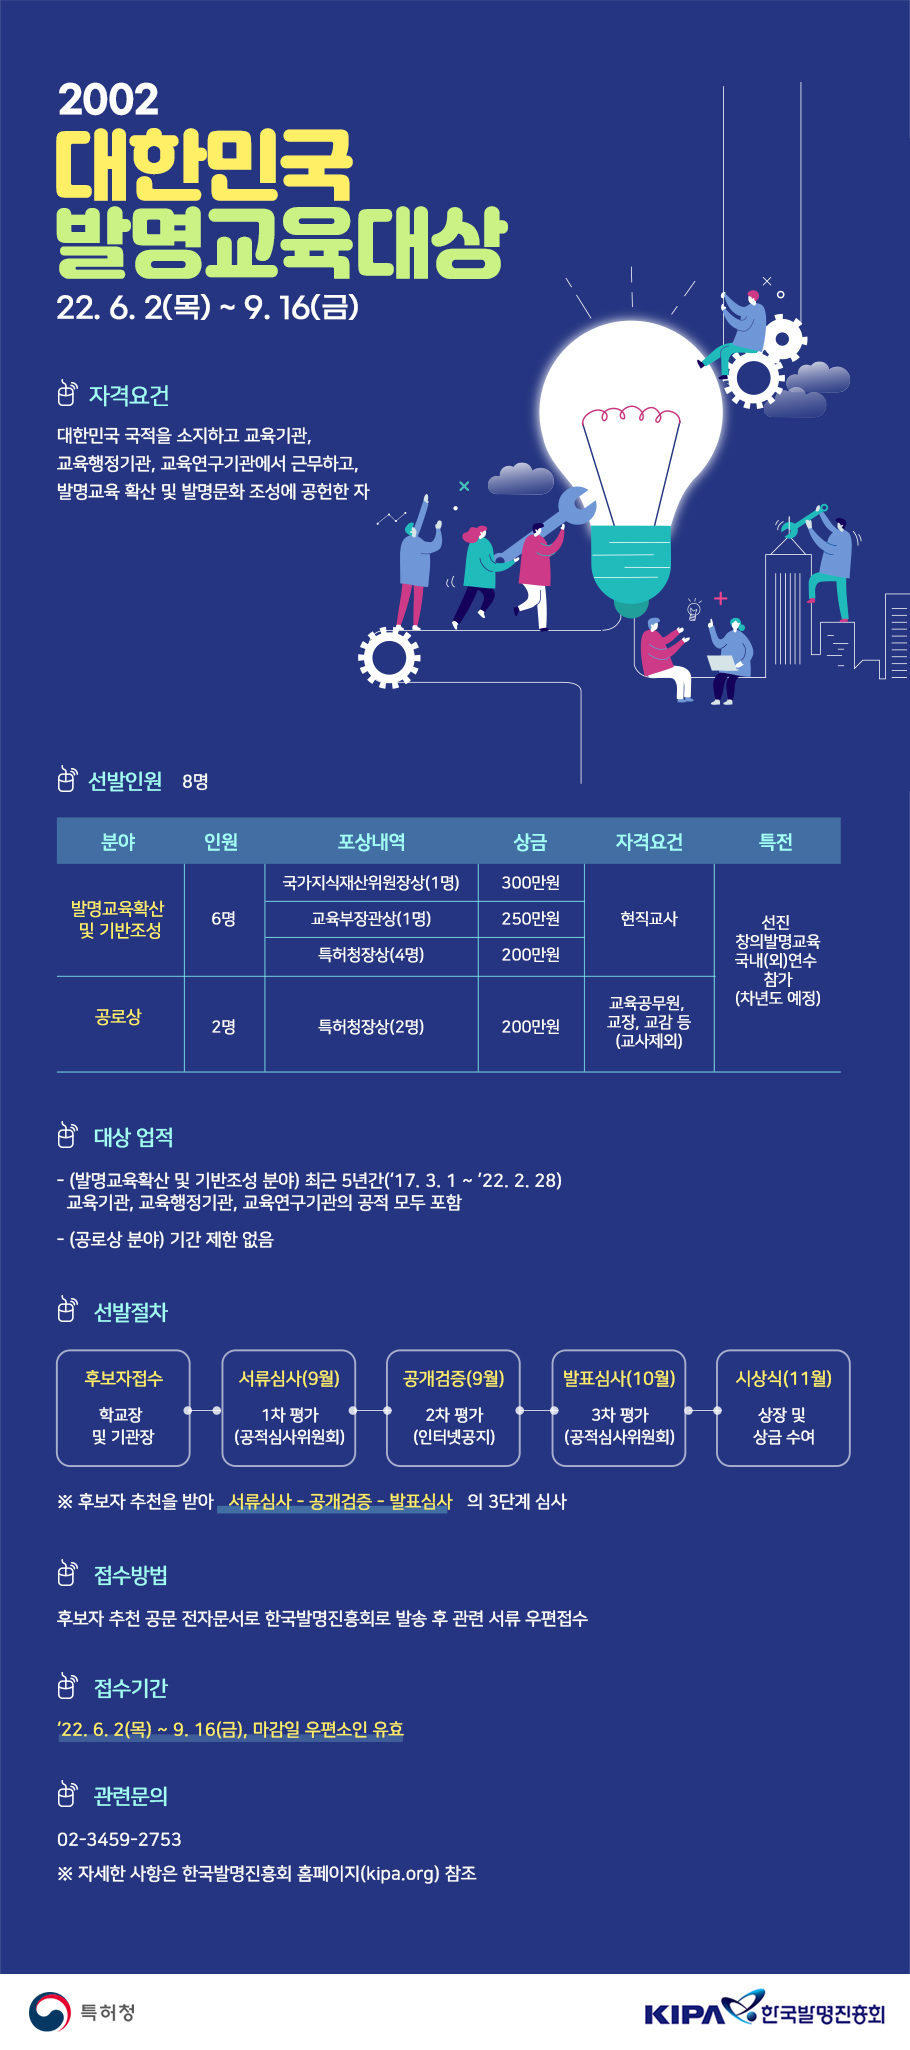 2002
대한민국
발명교육대상
22. 6. 2(목) ~ 9. 16(금)
자격요건
대한민국 국적을 소지하고 교육기관,
교육행정기관, 교육연구기관에서 근무하고,
발명교육 확산 및 발명문화 조성에 공헌한 자
선발인원 8명
분야 인원 포상내역 상금 자격요건 특전
발명교육확산
및 기반조성
6명
국가지식재산위원장상(1명) 300만원
교육부장관상(1명) 250만원
특허청장상(4명) 200만원
현직교사
공로상
2명
특허청장상(2명) 200만원
교육공무원,
교장, 교감 등
(교사제외)
선진
창의발명교육
국내(외)연수
참가
(차년도 예정)
대상 업적
- (발명교육확산 및 기반조성 분야) 최근 5년간(‘17. 3. 1 ~ ‘22. 2. 28)
교육기관, 교육행정기관, 교육연구기관의 공적 모두 포함
- (공로상 분야) 기간 제한 없음
선발절차
후보자접수
학교장
및 기관장
서류심사(9월)
1차 평가
(공적심사위원회)
공개검증(9월)
2차 평가
(인터넷공지)
발표심사(10월)
3차 평가
(공적심사위원회)
시상식(11월)
상장 및
상금 수여
※ 후보자 추천을 받아 서류심사 - 공개검증 - 발표심사 의 3단계 심사
접수방법
후보자 추천 공문 전자문서로 한국발명진흥회로 발송 후 관련 서류 우편접수
접수기간
‘22. 6. 2(목) ~ 9. 16(금), 마감일 우편소인 유효
관련문의
02-3459-2753
※ 자세한 사항은 한국발명진흥회 홈페이지(kipa.org) 참조
특허청
KIPA 한국발명진흥회